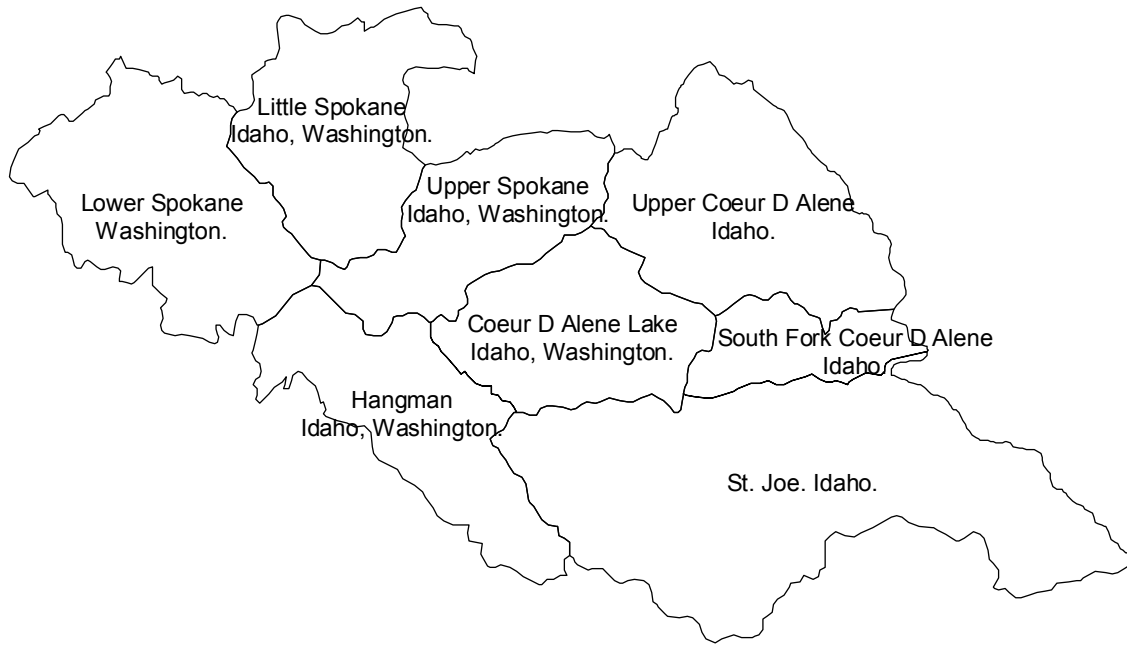 Little Spokane
Idaho, Washington.
Lower Spokane
Washington.
Upper Spokane
Idaho, Washington.
Upper Coeur D Alene
Idaho.
Coeur D Alene Lake
Idaho, Washington.
South Fork Coeur D Alene
Idaho.
Hangman
Idaho, Washington.
St. Joe. Idaho.